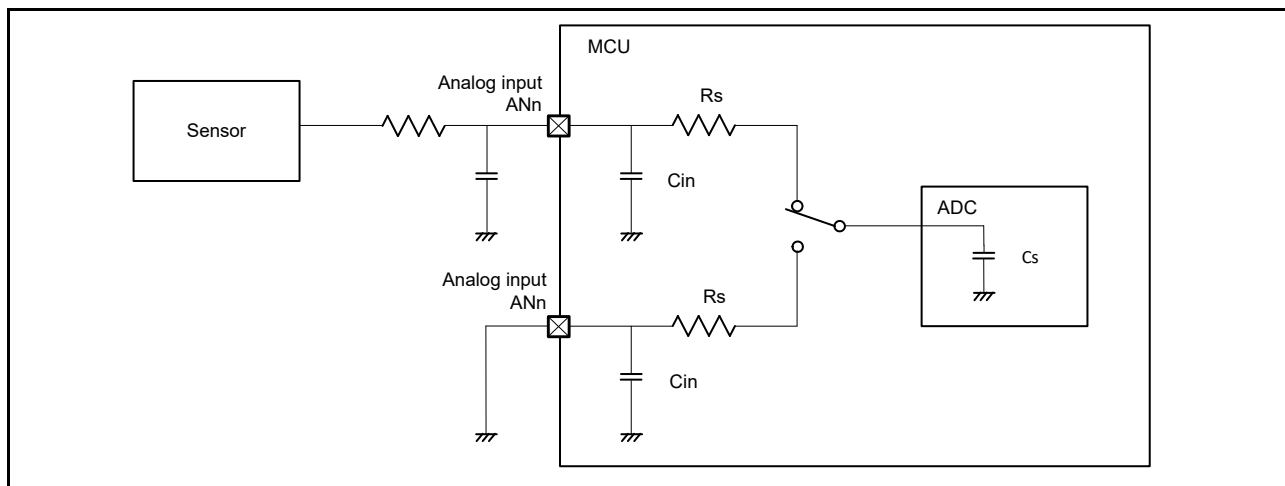 MCU
Analog input
ANn
Rs
Sensor
Cin
ADC
Cs
Analog input
ANn
Rs
Cin